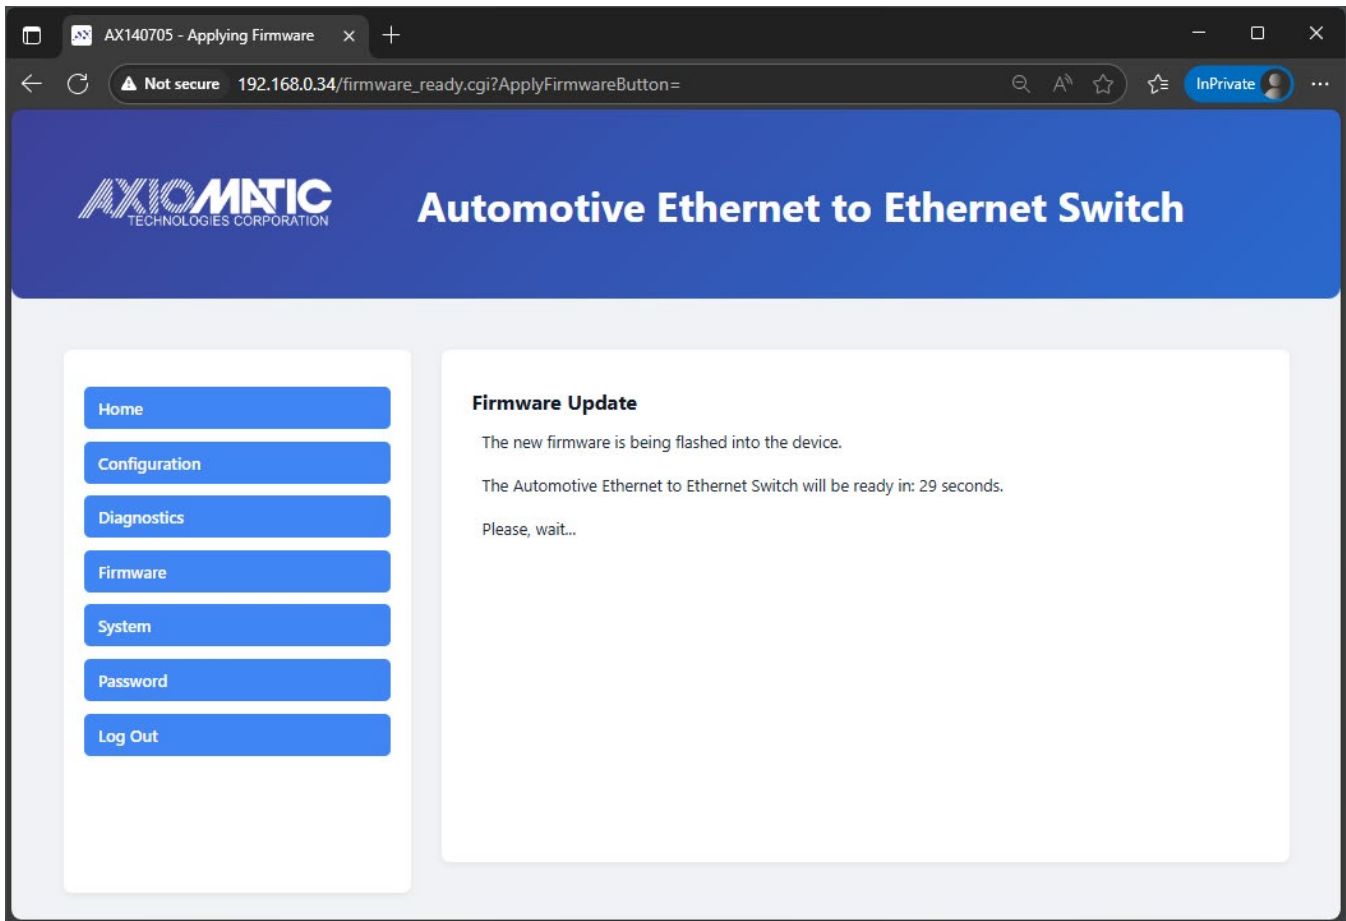 AX140705 - Applying Firmware
Not secure 192.168.0.34/firmware_ready.cgi?ApplyFirmwareButton=
InPrivate
AXIOMATIC
TECHNOLOGIES CORPORATION
Automotive Ethernet to Ethernet Switch
Home
Configuration
Diagnostics
Firmware
System
Password
Log Out
Firmware Update
The new firmware is being flashed into the device.
The Automotive Ethernet to Ethernet Switch will be ready in: 29 seconds.
Please, wait...